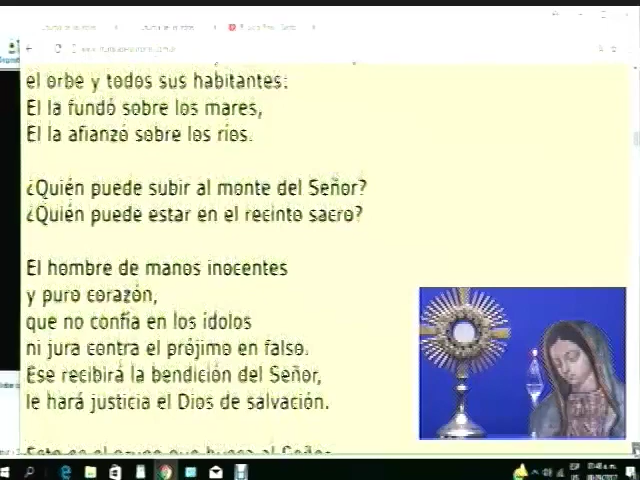 el orbe y todos sus habitantes:
El la fundó sobre los mares,
El la afianzó sobre los ríos.
¿Quién puede subir al monte del Señor?
¿Quién puede estar en el recinto sacro?
El hombre de manos inocentes
y puro corazón,
que no confía en los ídolos
ni jura contra el prójimo en falso.
Ese recibirá la bendición del Señor,
le hará justicia el Dios de salvación.
ESP